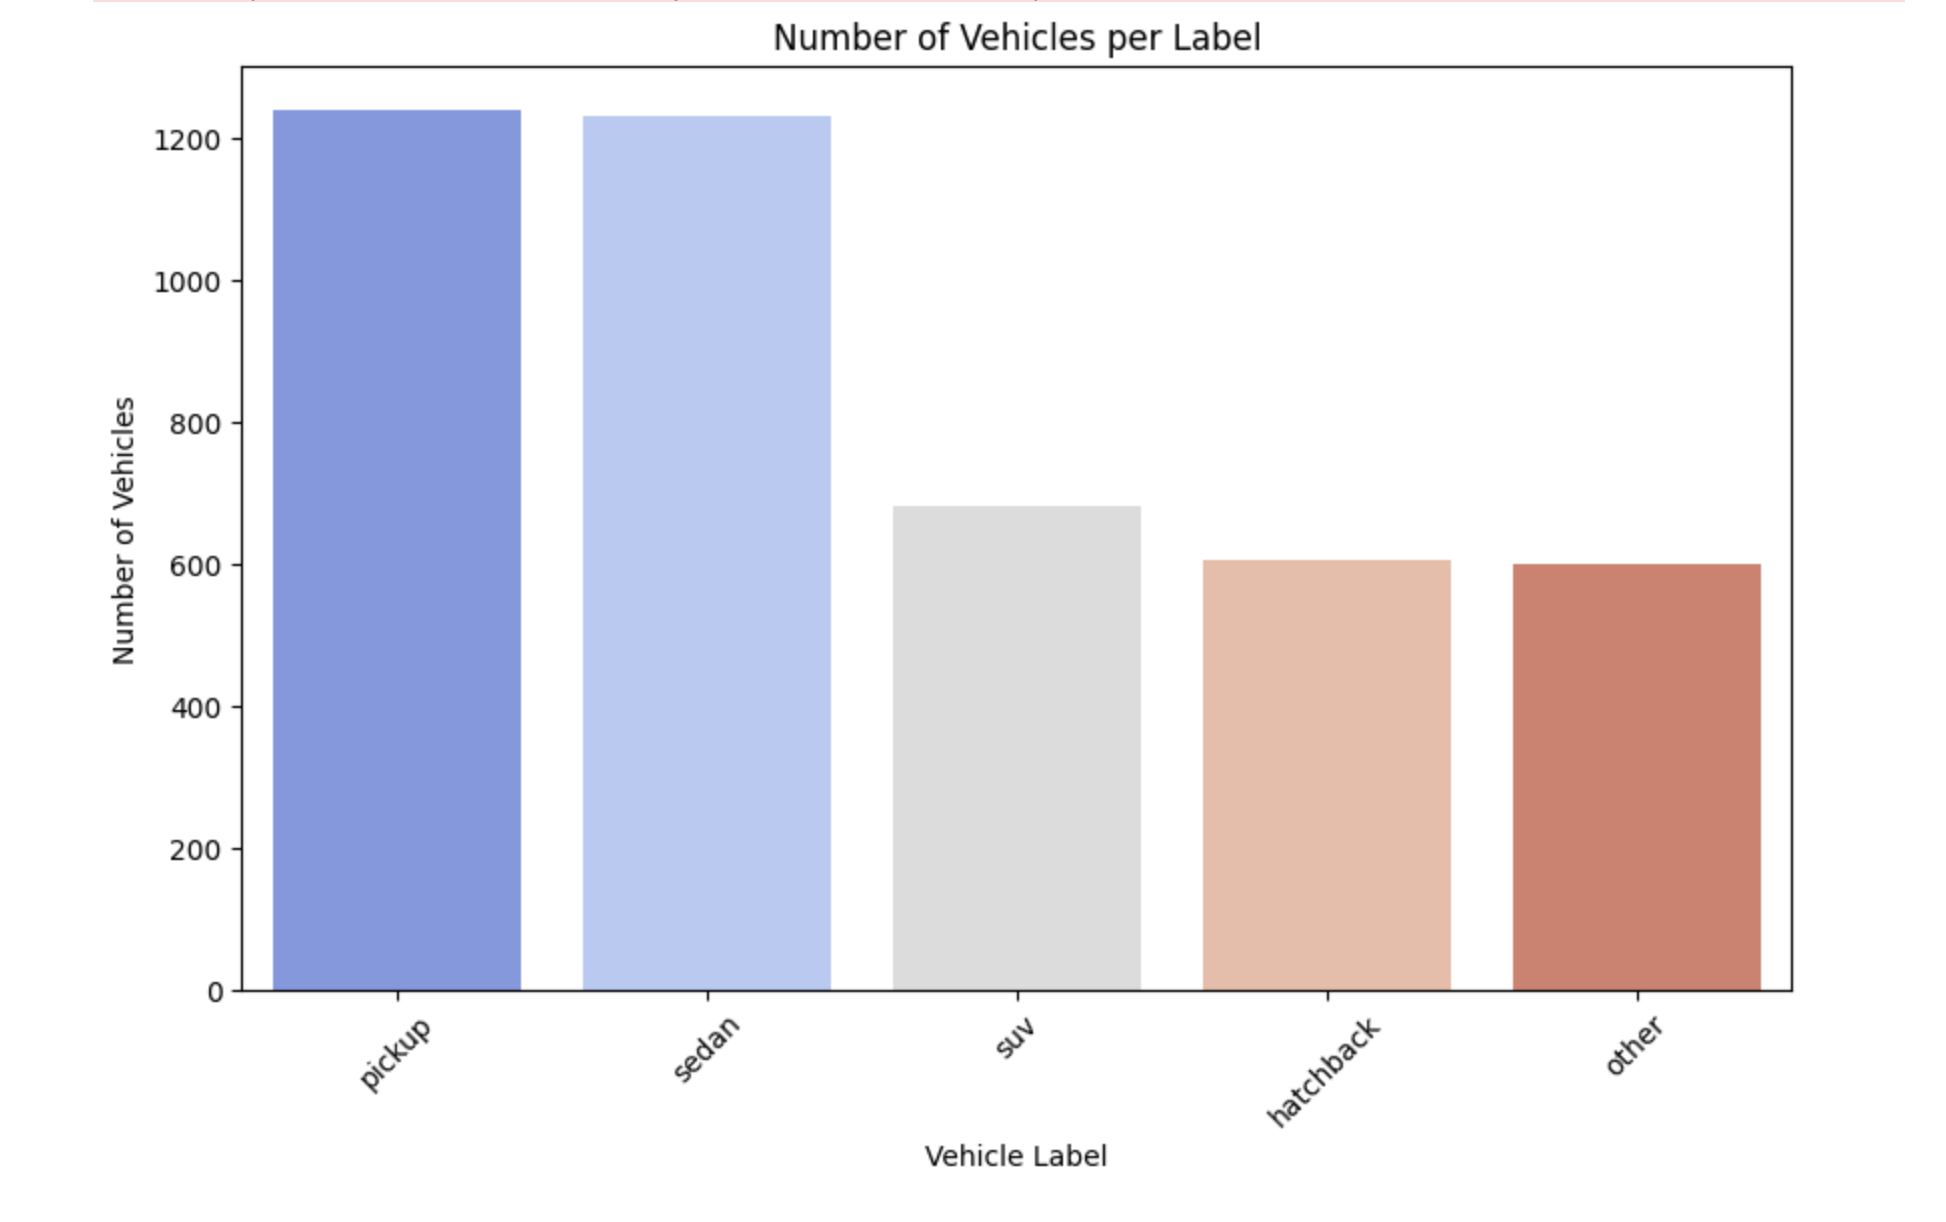 Number of Vehicles per Label
Number of Vehicles
1200
1000
800
600
400
200
0
pickup
sedan
suv
hatchback
other
Vehicle Label